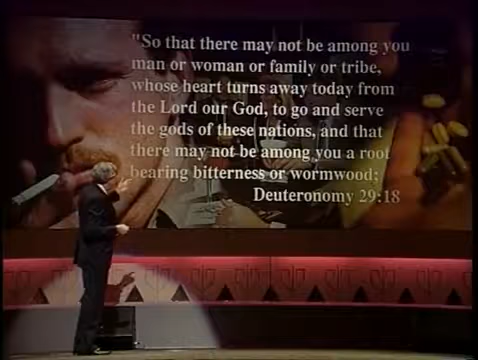 "So that there may not be among you
man or woman or family or tribe,
whose heart turns away today from
the Lord our God, to go and serve
the gods of these nations, and that
there may not be among you a root
bearing bitterness or wormwood;
Deuteronomy 29:18